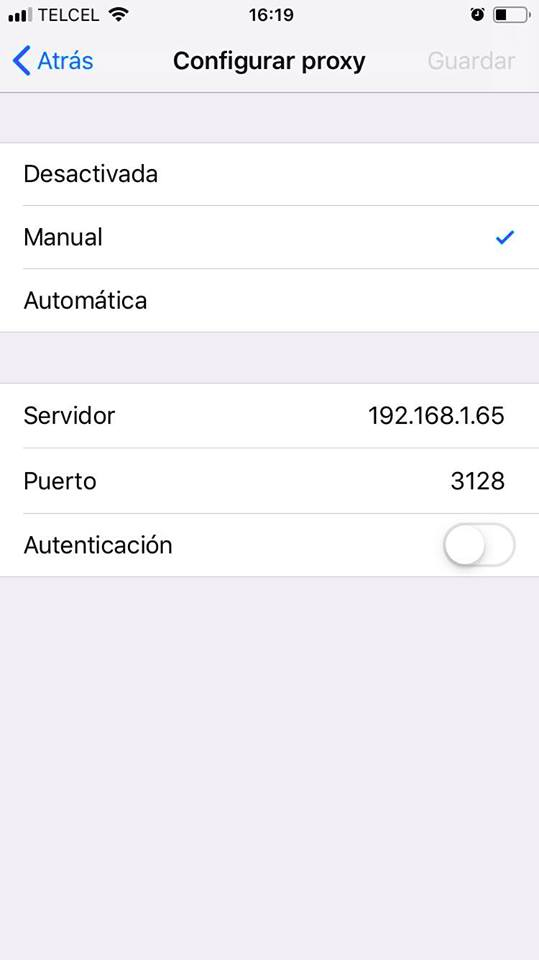 TELCEL 16:19
Atrás Configurar proxy Guardar
Desactivada
Manual
Automática
Servidor 192.168.1.65
Puerto 3128
Autenticación